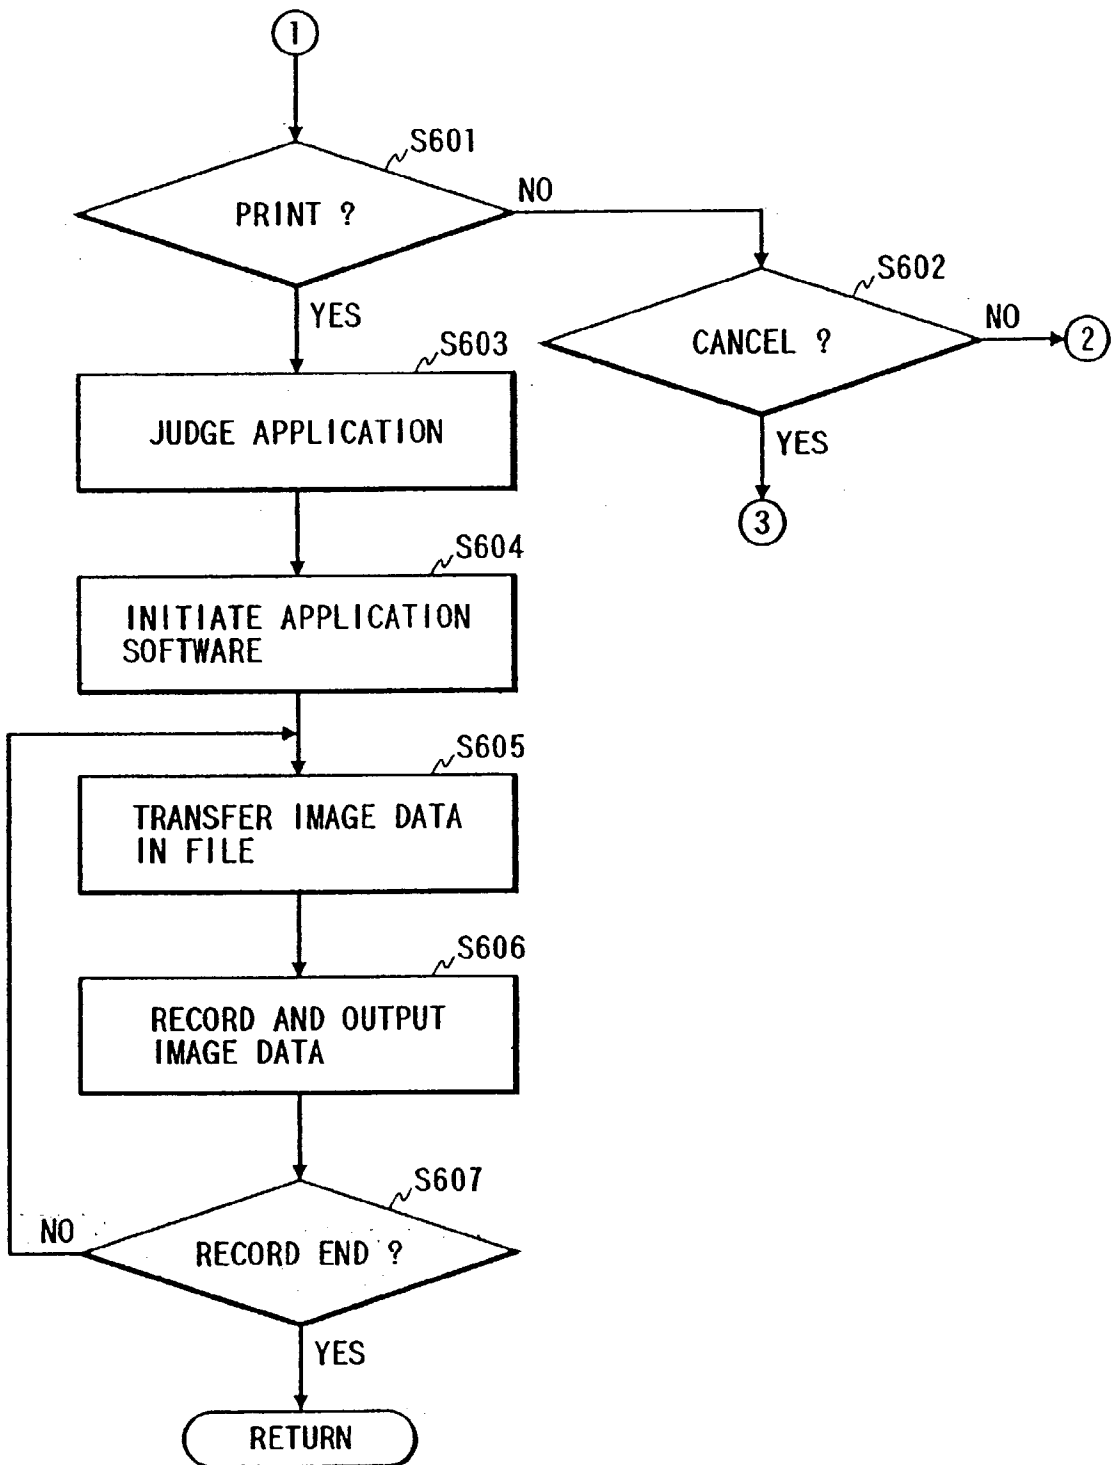 1
S601
PRINT ?
NO
YES
S602
CANCEL ?
NO
2
YES
3
S603
JUDGE APPLICATION
S604
INITIATE APPLICATION
SOFTWARE
S605
TRANSFER IMAGE DATA
IN FILE
S606
RECORD AND OUTPUT
IMAGE DATA
S607
RECORD END ?
NO
YES
RETURN